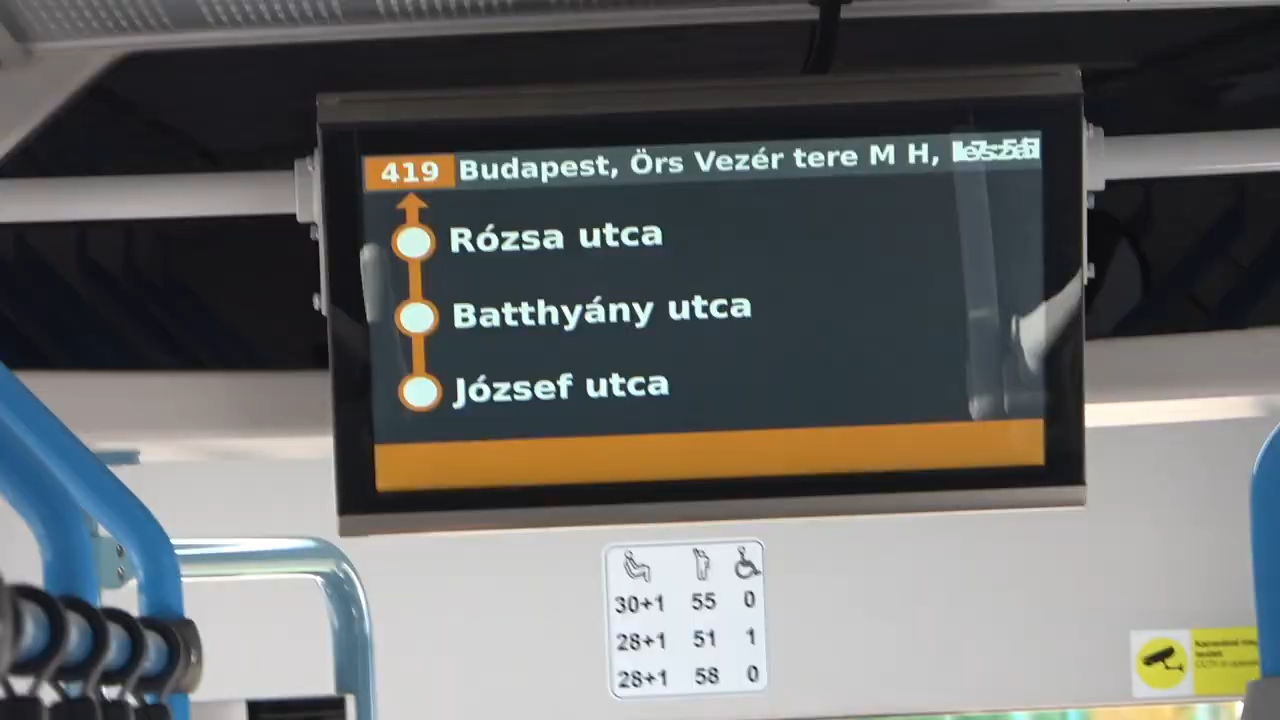 419 Budapest, Örs Vezér tere M H,
Rózsa utca
Batthyány utca
József utca
30+1 55 0
28+1 51 1
28+1 58 0